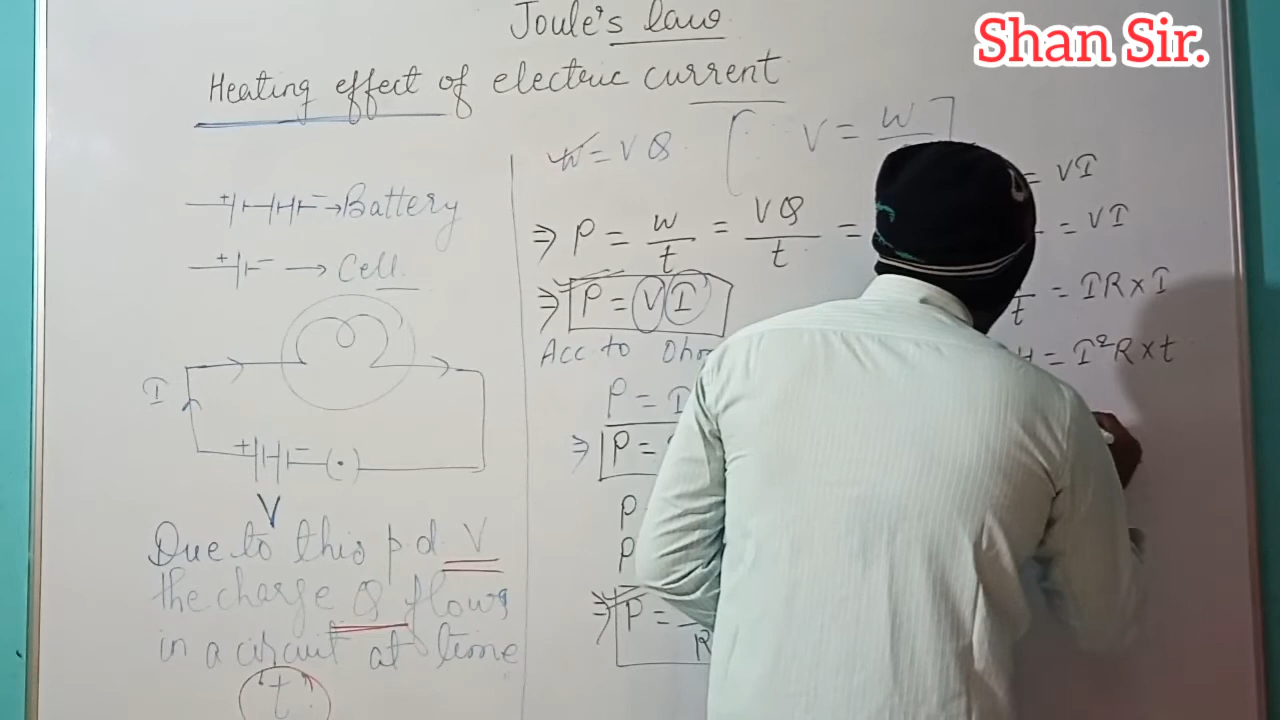 Joule's law
Shan Sir.
Heating effect of electric current
+ − → Battery
+ − → Cell
I
+ − (·)
V
Due to this p.d. V
the charge Q flows
in a circuit at time
't'
W = VQ [ ∵ V = W
⇒ P = W/t = VQ/t =
⇒ P = VI
Acc to
P = I
⇒ P =
P
P
⇒ P = R
= VI
= VI
t = IR × I
H = I²R × t